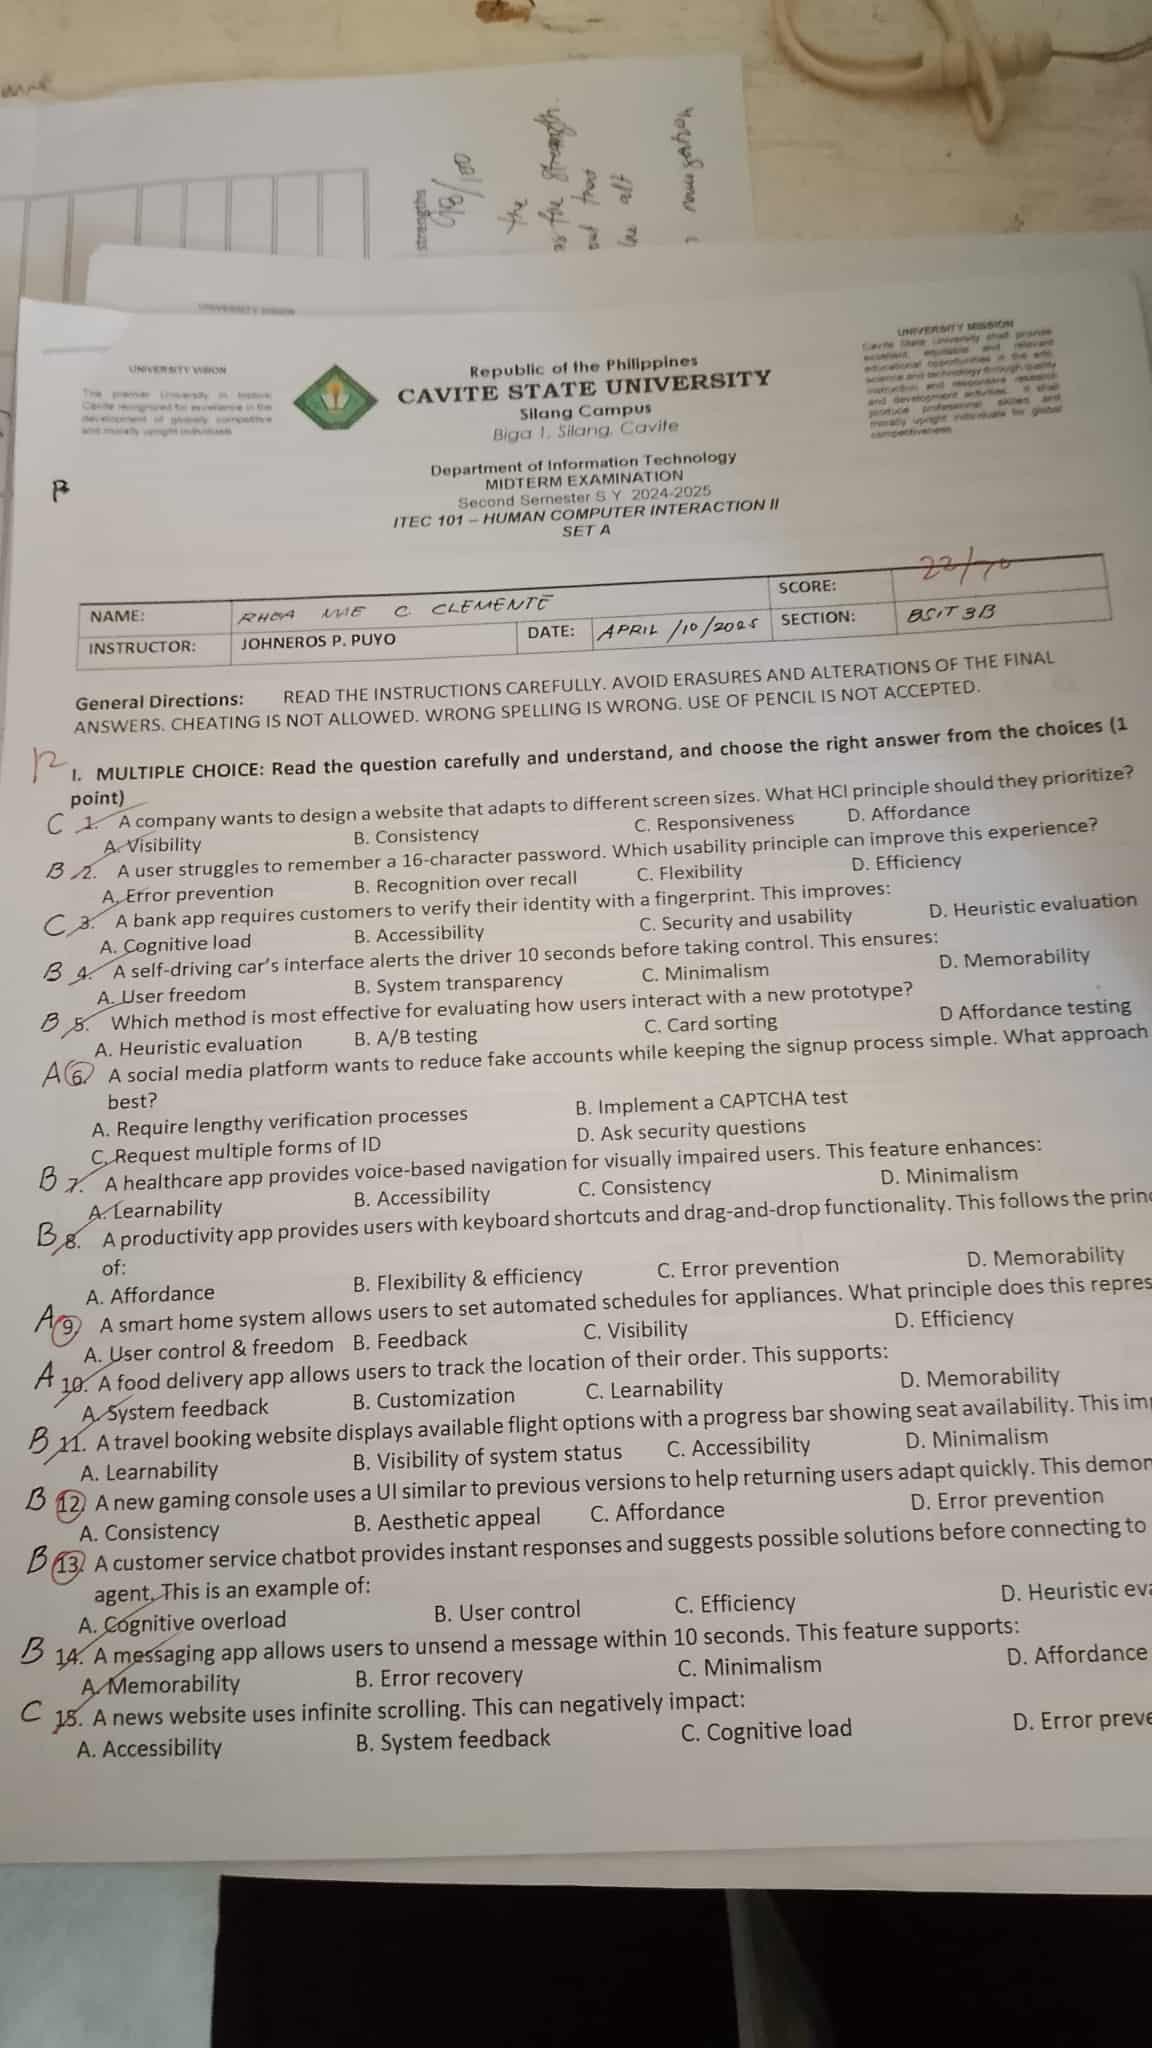 strengths
98/100
the
as the strength.
out that
the alt
navigation
UNIVERSITY VISION
UNIVERSITY VISION
The premier University in historic
Cavite recognized for excellence in the
development of globally competitive
and morally upright individuals
Republic of the Philippines
CAVITE STATE UNIVERSITY
Silang Campus
Biga 1, Silang, Cavite
UNIVERSITY MISSION
Cavite State University shall provide
excellent, equitable and relevant
educational opportunities in the arts,
science and technology through quality
instruction and responsive research
and development activities. It shall
produce professional, skilled and
morally upright individuals for global
competitiveness
Department of Information Technology
MIDTERM EXAMINATION
Second Semester S Y 2024-2025
ITEC 101 – HUMAN COMPUTER INTERACTION II
SET A
NAME: RHEA MAE C. CLEMENTE SCORE: 22/70
INSTRUCTOR: JOHNEROS P. PUYO DATE: APRIL /10/2025 SECTION: BSIT 3B
General Directions: READ THE INSTRUCTIONS CAREFULLY. AVOID ERASURES AND ALTERATIONS OF THE FINAL
ANSWERS. CHEATING IS NOT ALLOWED. WRONG SPELLING IS WRONG. USE OF PENCIL IS NOT ACCEPTED.
12
I. MULTIPLE CHOICE: Read the question carefully and understand, and choose the right answer from the choices (1
point)
C 1. A company wants to design a website that adapts to different screen sizes. What HCI principle should they prioritize?
A. Visibility B. Consistency C. Responsiveness D. Affordance
B 2. A user struggles to remember a 16-character password. Which usability principle can improve this experience?
A. Error prevention B. Recognition over recall C. Flexibility D. Efficiency
C 3. A bank app requires customers to verify their identity with a fingerprint. This improves:
A. Cognitive load B. Accessibility C. Security and usability D. Heuristic evaluation
B 4. A self-driving car's interface alerts the driver 10 seconds before taking control. This ensures:
A. User freedom B. System transparency C. Minimalism D. Memorability
B 5. Which method is most effective for evaluating how users interact with a new prototype?
A. Heuristic evaluation B. A/B testing C. Card sorting D Affordance testing
A 6. A social media platform wants to reduce fake accounts while keeping the signup process simple. What approach
best?
A. Require lengthy verification processes B. Implement a CAPTCHA test
C. Request multiple forms of ID D. Ask security questions
B 7. A healthcare app provides voice-based navigation for visually impaired users. This feature enhances:
A. Learnability B. Accessibility C. Consistency D. Minimalism
B 8. A productivity app provides users with keyboard shortcuts and drag-and-drop functionality. This follows the princ
of:
A. Affordance B. Flexibility & efficiency C. Error prevention D. Memorability
A 9. A smart home system allows users to set automated schedules for appliances. What principle does this repres
A. User control & freedom B. Feedback C. Visibility D. Efficiency
A 10. A food delivery app allows users to track the location of their order. This supports:
A. System feedback B. Customization C. Learnability D. Memorability
B 11. A travel booking website displays available flight options with a progress bar showing seat availability. This imp
A. Learnability B. Visibility of system status C. Accessibility D. Minimalism
B 12. A new gaming console uses a UI similar to previous versions to help returning users adapt quickly. This demon
A. Consistency B. Aesthetic appeal C. Affordance D. Error prevention
B 13. A customer service chatbot provides instant responses and suggests possible solutions before connecting to
agent. This is an example of:
A. Cognitive overload B. User control C. Efficiency D. Heuristic eva
B 14. A messaging app allows users to unsend a message within 10 seconds. This feature supports:
A. Memorability B. Error recovery C. Minimalism D. Affordance
C 15. A news website uses infinite scrolling. This can negatively impact:
A. Accessibility B. System feedback C. Cognitive load D. Error preve